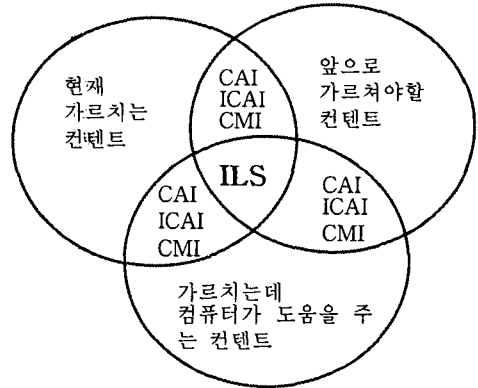 현재
가르치는
컨텐트
CAI
ICAI
CMI
앞으로
가르쳐야할
컨텐트
ILS
CAI
ICAI
CMI
CAI
ICAI
CMI
가르치는데
컴퓨터가 도움을 주
는 컨텐트